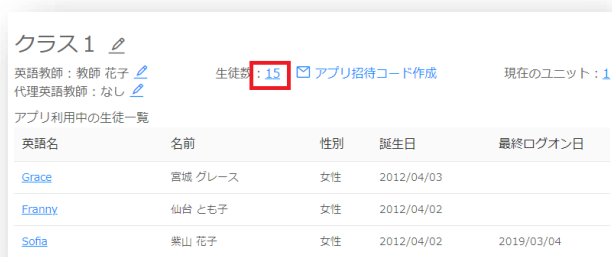 クラス１
英語教師：教師 花子 生徒数：15 アプリ招待コード作成 現在のユニット：1
代理英語教師：なし
アプリ利用中の生徒一覧
英語名 名前 性別 誕生日 最終ログオン日
Grace 宮城 グレース 女性 2012/04/03
Franny 仙台 とも子 女性 2012/04/02
Sofia 紫山 花子 女性 2012/04/02 2019/03/04